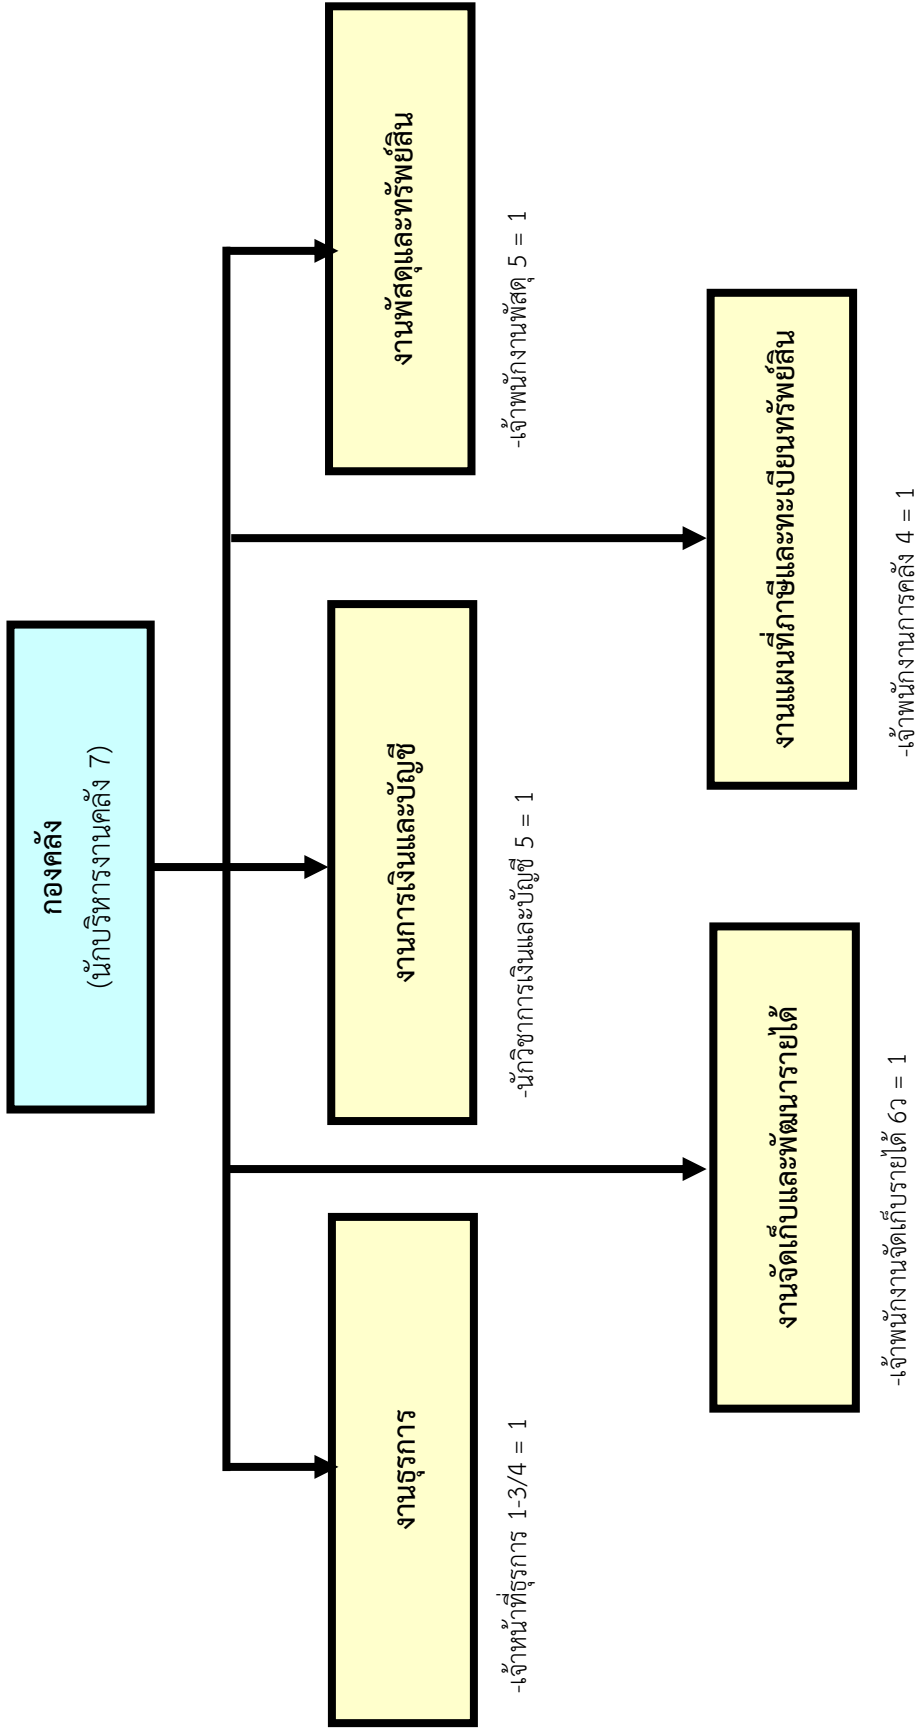 กองคลัง
(นักบริหารงานคลัง 7)
งานธุรการ
-เจ้าหน้าที่ธุรการ 1-3/4 = 1
งานการเงินและบัญชี
-นักวิชาการเงินและบัญชี 5 = 1
งานพัสดุและทรัพย์สิน
-เจ้าพนักงานพัสดุ 5 = 1
งานจัดเก็บและพัฒนารายได้
-เจ้าพนักงานจัดเก็บรายได้ 6ว = 1
งานแผนที่ภาษีและทะเบียนทรัพย์สิน
-เจ้าพนักงานการคลัง 4 = 1